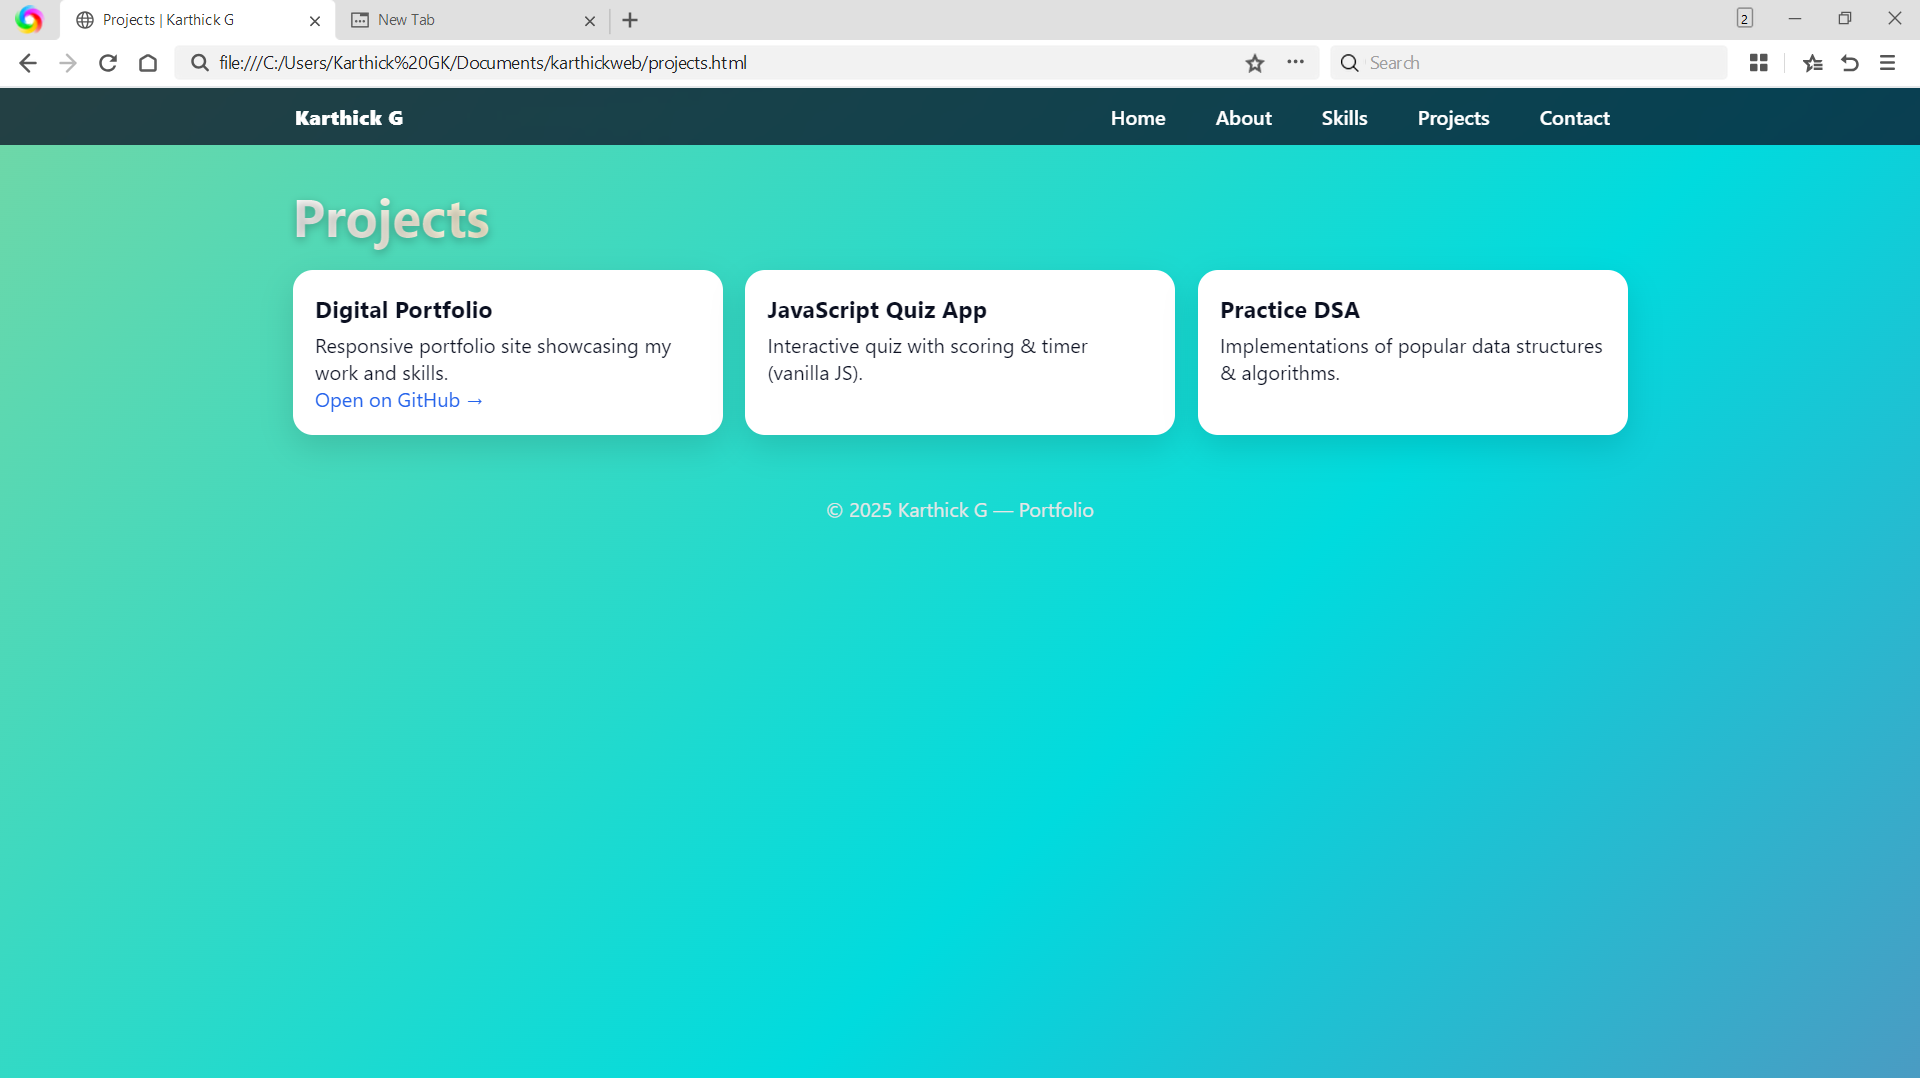 Projects | Karthick G
New Tab
2
file:///C:/Users/Karthick%20GK/Documents/karthickweb/projects.html
Search
Karthick G
Home
About
Skills
Projects
Contact
Projects
Digital Portfolio
Responsive portfolio site showcasing my
work and skills.
Open on GitHub →
JavaScript Quiz App
Interactive quiz with scoring & timer
(vanilla JS).
Practice DSA
Implementations of popular data structures
& algorithms.
© 2025 Karthick G — Portfolio